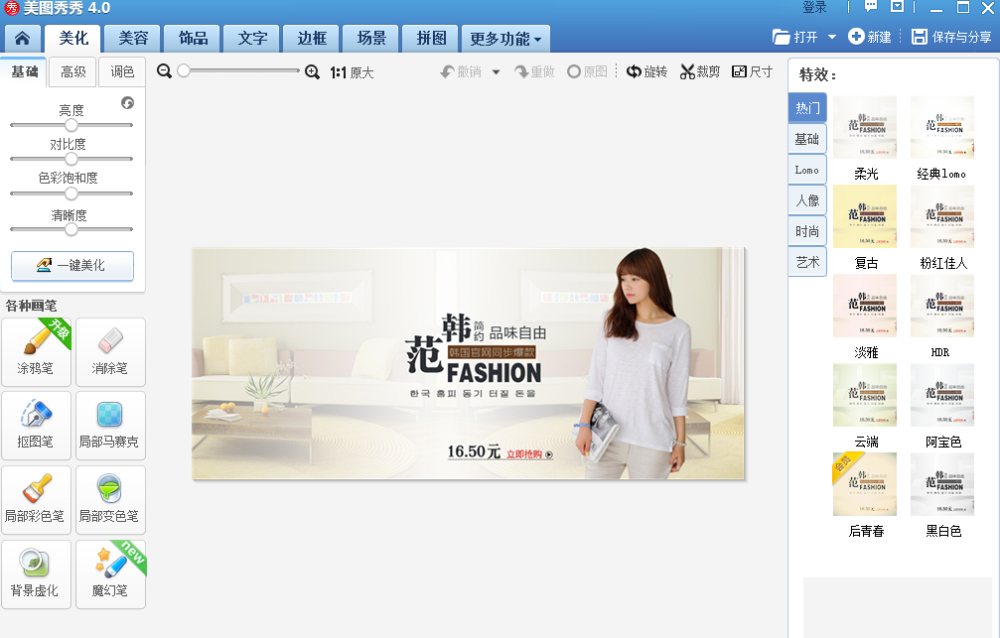 秀 美图秀秀 4.0
登录
美化 美容 饰品 文字 边框 场景 拼图 更多功能
打开 新建 保存与分享
基础 高级 调色
1:1 原大
撤销 重做 原图 旋转 裁剪 尺寸
亮度
对比度
色彩饱和度
清晰度
一键美化
各种画笔
升级
涂鸦笔 消除笔
抠图笔 局部马赛克
局部彩色笔 局部变色笔
new
背景虚化 魔幻笔
韩范
简约
品味自由
韩国官网同步爆款
FASHION
한국 홈피 동기 터질 돈을
16.50元 立即抢购
特效：
热门
基础
Lomo
人像
时尚
艺术
柔光 经典lomo
复古 粉红佳人
淡雅 HDR
云端 阿宝色
会员
后青春 黑白色